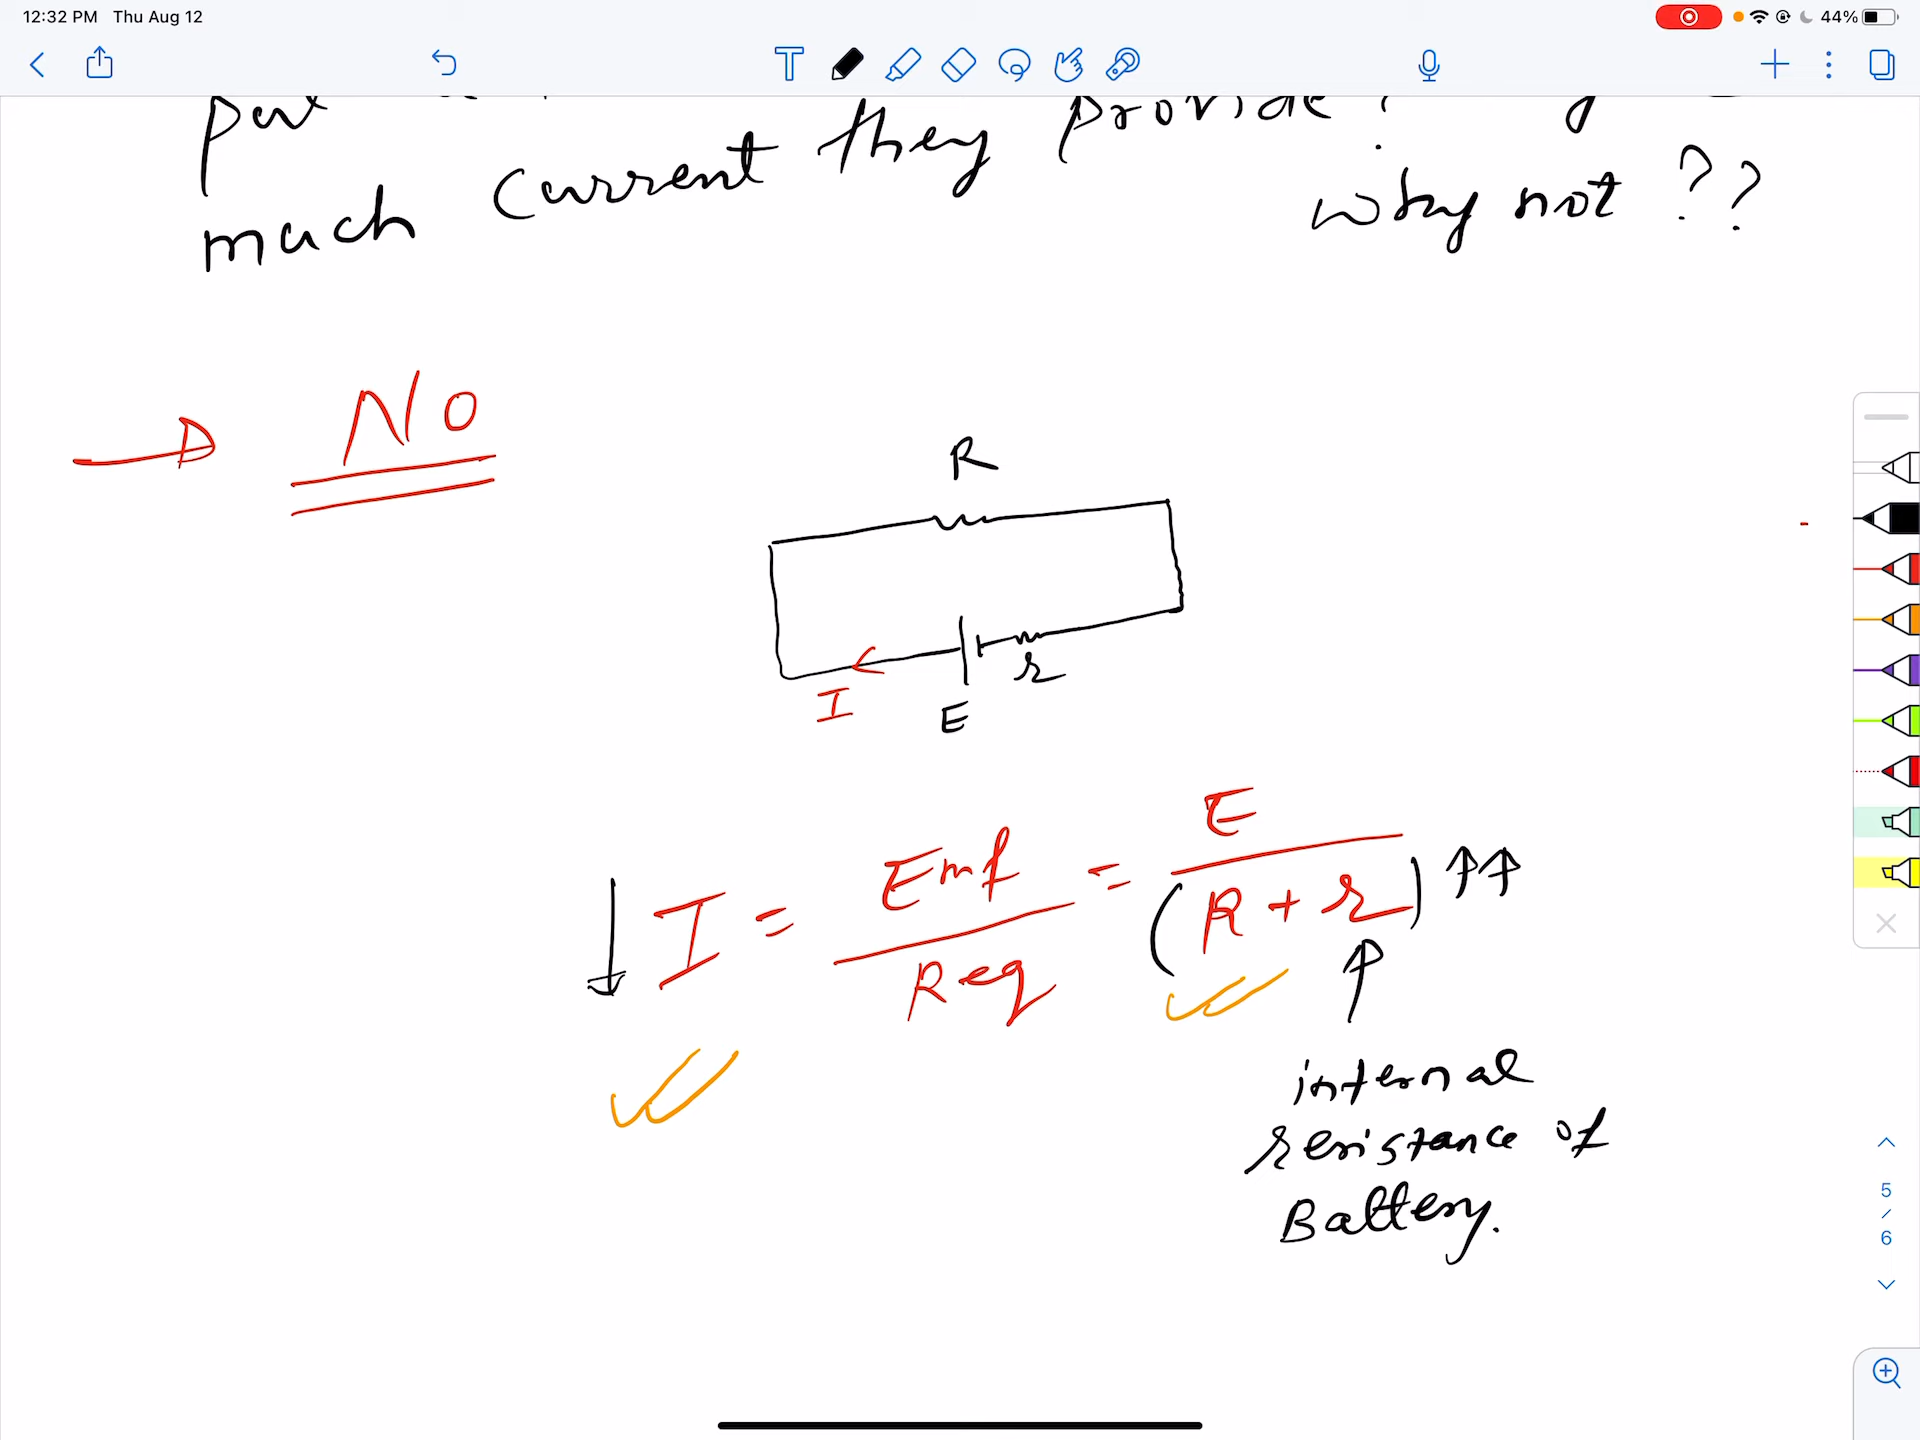 12:32 PM Thu Aug 12
44%
much current they provide?
why not ??
No
R
I
E
r
I = Emf / Req = E / (R + r)
internal
resistance of
Battery.
5
/
6